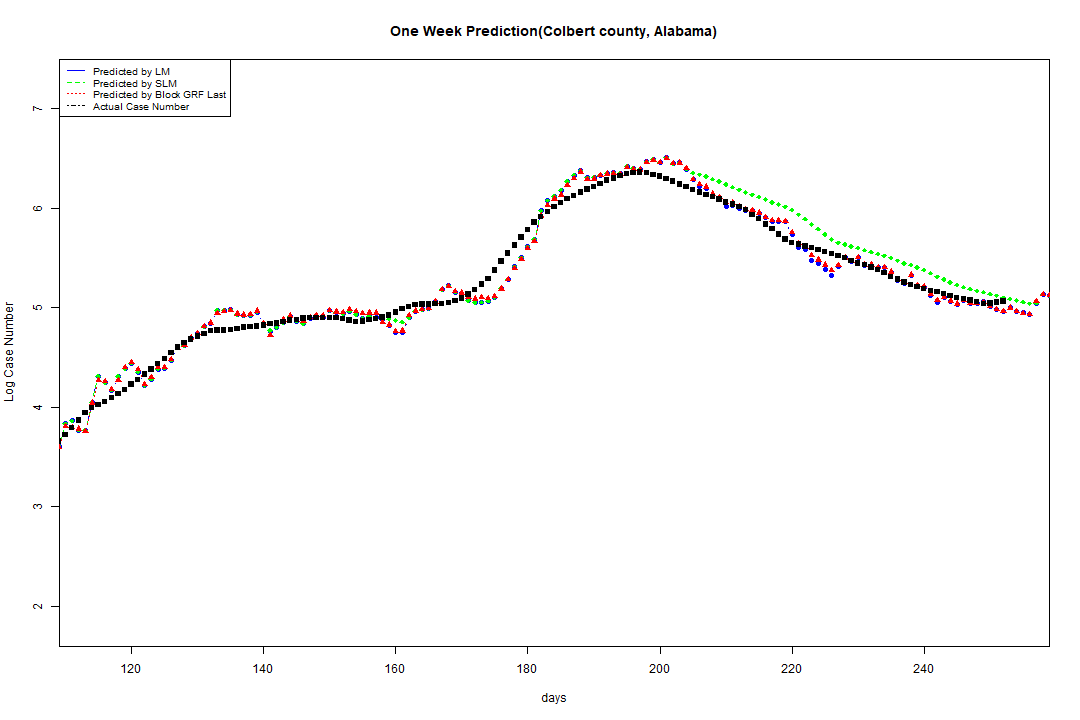 One Week Prediction(Colbert county, Alabama)
Predicted by LM
Predicted by SLM
Predicted by Block GRF Last
Actual Case Number
7
6
5
4
3
2
Log Case Number
120 140 160 180 200 220 240
days